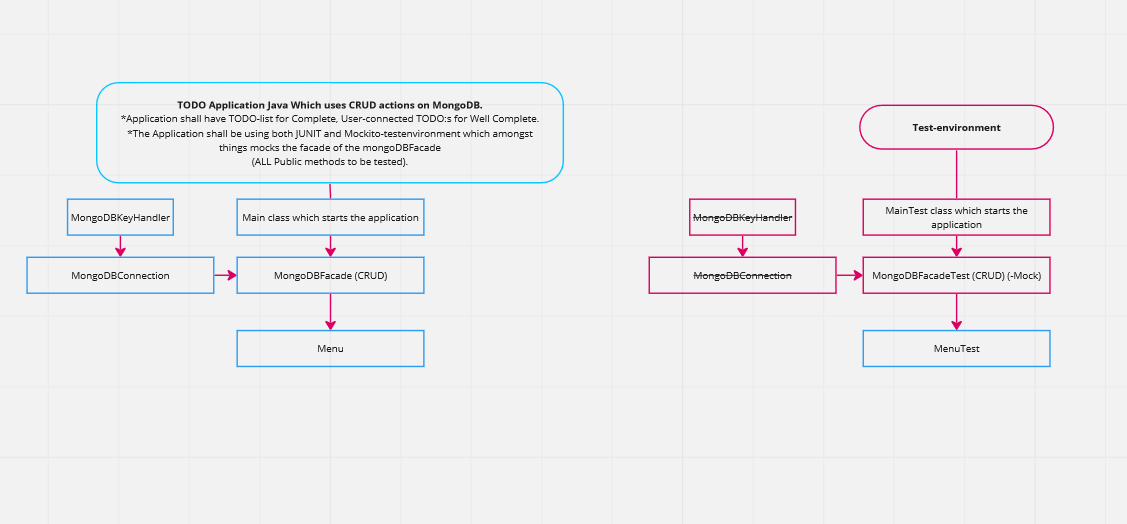 TODO Application Java Which uses CRUD actions on MongoDB.
*Application shall have TODO-list for Complete, User-connected TODO:s for Well Complete.
*The Application shall be using both JUNIT and Mockito-testenvironment which amongst
things mocks the facade of the mongoDBFacade
(ALL Public methods to be tested).
MongoDBKeyHandler
Main class which starts the application
MongoDBConnection
MongoDBFacade (CRUD)
Menu
Test-environment
MongoDBKeyHandler
MainTest class which starts the
application
MongoDBConnection
MongoDBFacadeTest (CRUD) (-Mock)
MenuTest